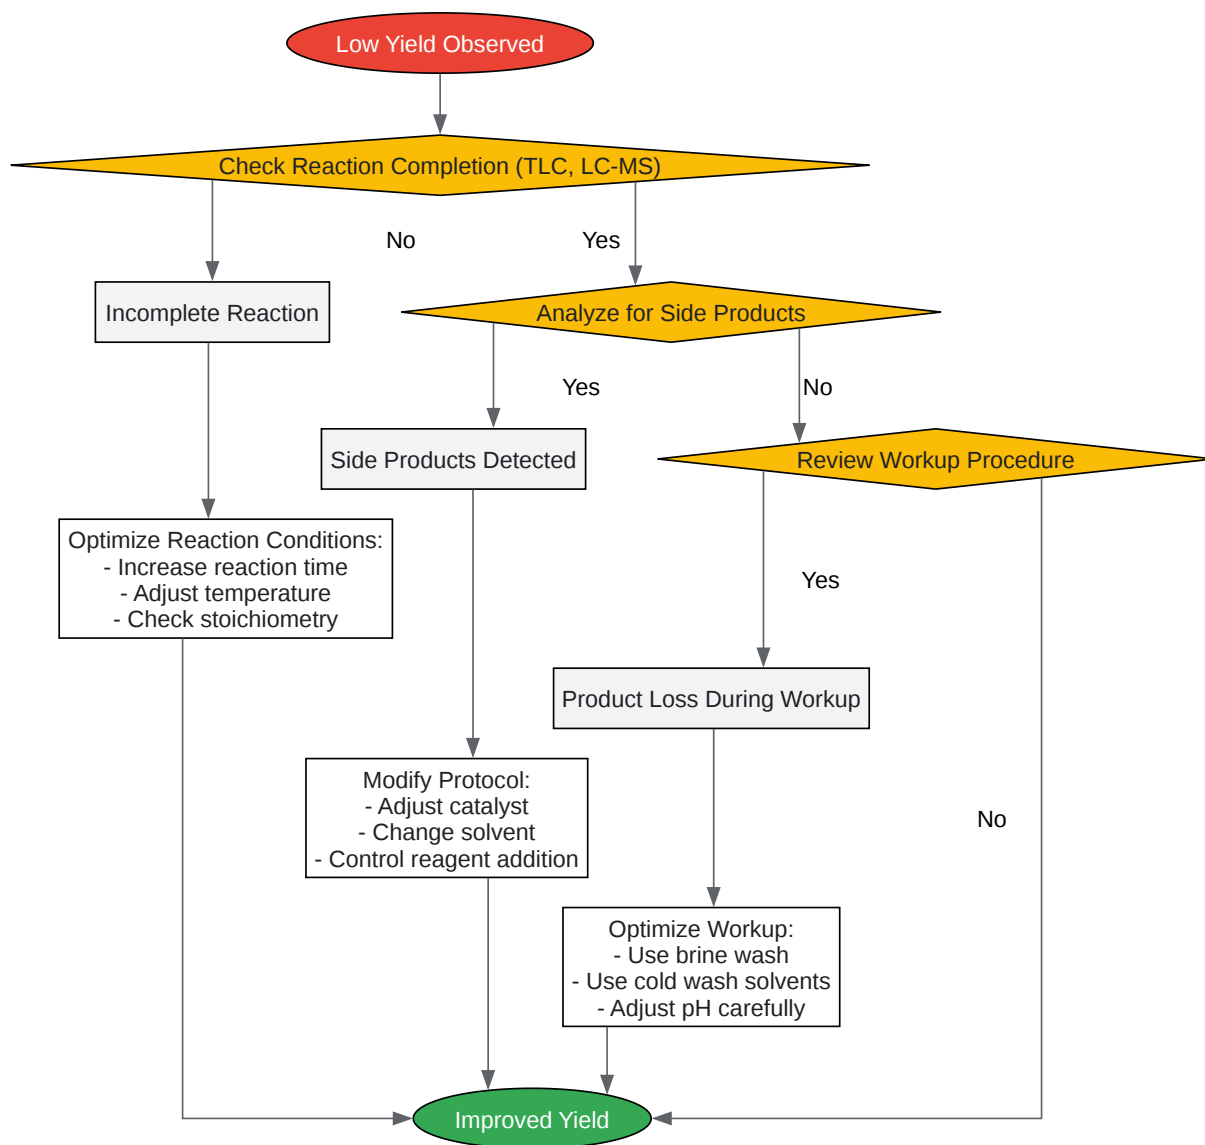 Low Yield Observed
Check Reaction Completion (TLC, LC-MS)
No
Yes
Incomplete Reaction
Analyze for Side Products
Yes
No
Side Products Detected
Review Workup Procedure
Optimize Reaction Conditions:
- Increase reaction time
- Adjust temperature
- Check stoichiometry
Yes
Product Loss During Workup
Modify Protocol:
- Adjust catalyst
- Change solvent
- Control reagent addition
No
Optimize Workup:
- Use brine wash
- Use cold wash solvents
- Adjust pH carefully
Improved Yield